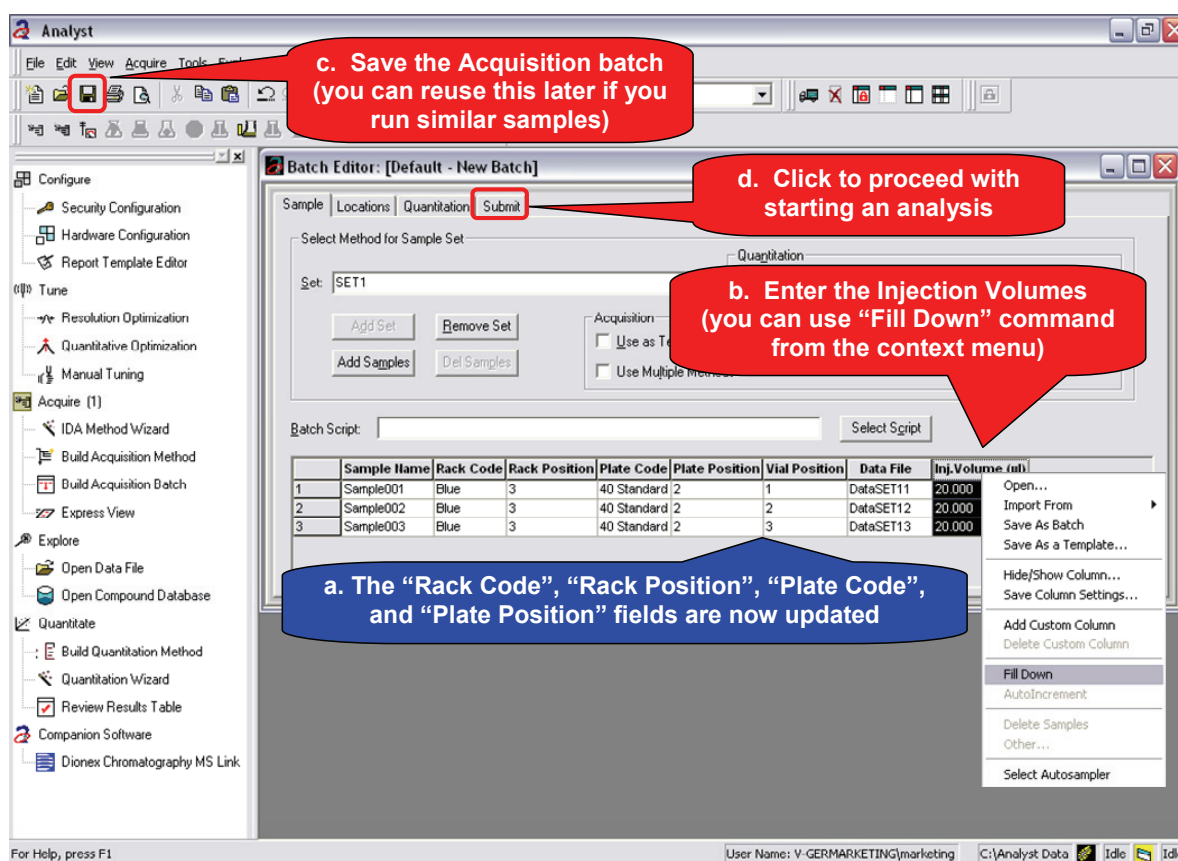 Analyst
File Edit View Acquire Tools
c. Save the Acquisition batch
(you can reuse this later if you
run similar samples)
Configure
Security Configuration
Hardware Configuration
Report Template Editor
Tune
Resolution Optimization
Quantitative Optimization
Manual Tuning
Acquire (1)
IDA Method Wizard
Build Acquisition Method
Build Acquisition Batch
Express View
Explore
Open Data File
Open Compound Database
Quantitate
Build Quantitation Method
Quantitation Wizard
Review Results Table
Companion Software
Dionex Chromatography MS Link
Batch Editor: [Default - New Batch]
Sample Locations Quantitation Submit
d. Click to proceed with
starting an analysis
Select Method for Sample Set
Quantitation
Set: SET1
b. Enter the Injection Volumes
(you can use “Fill Down” command
from the context menu)
Add Set Remove Set
Add Samples Del Samples
Acquisition
Use as
Use Multiple
Batch Script: Select Script
Sample Name Rack Code Rack Position Plate Code Plate Position Vial Position Data File Inj.Volume (ul)
1 Sample001 Blue 3 40 Standard 2 1 DataSET11 20.000
2 Sample002 Blue 3 40 Standard 2 2 DataSET12 20.000
3 Sample003 Blue 3 40 Standard 2 3 DataSET13 20.000
a. The “Rack Code”, “Rack Position”, “Plate Code”,
and “Plate Position” fields are now updated
Open...
Import From
Save As Batch
Save As a Template...
Hide/Show Column...
Save Column Settings...
Add Custom Column
Delete Custom Column
Fill Down
AutoIncrement
Delete Samples
Other...
Select Autosampler
For Help, press F1
User Name: V-GERMARKETING\marketing C:\Analyst Data Idle Idl